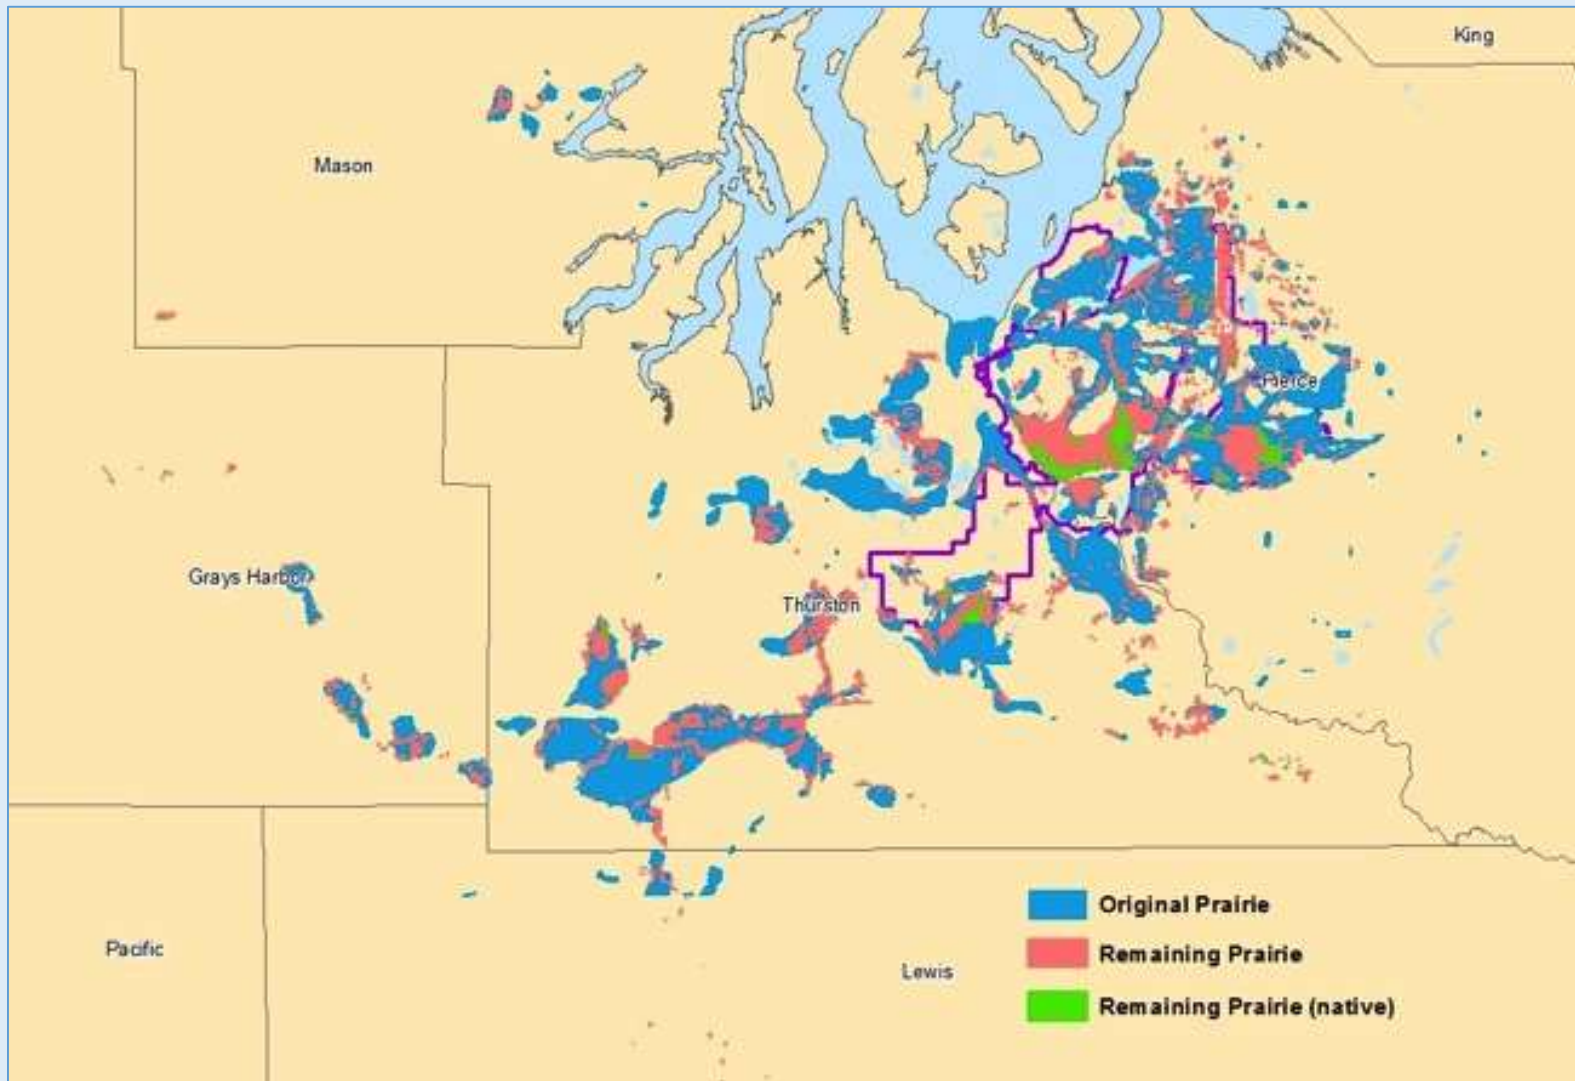 King
Mason
Pierce
Grays Harbor
Thurston
Original Prairie
Pacific
Remaining Prairie
Lewis
Remaining Prairie (native)